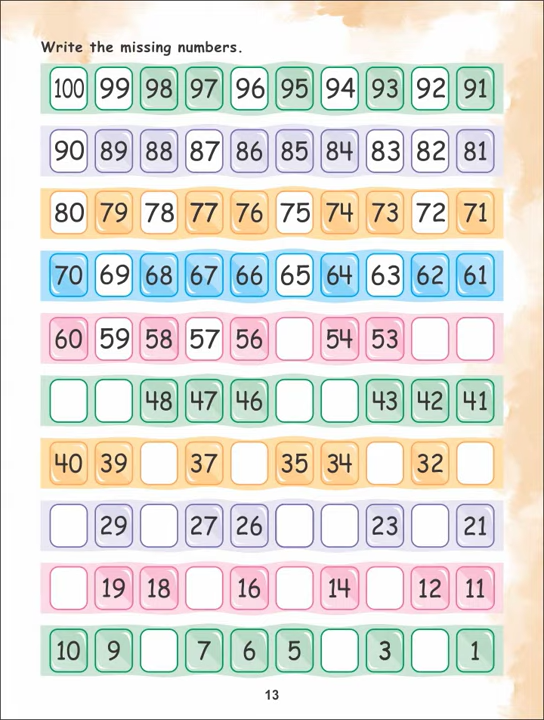 Write the missing numbers.
100 99 98 97 96 95 94 93 92 91
90 89 88 87 86 85 84 83 82 81
80 79 78 77 76 75 74 73 72 71
70 69 68 67 66 65 64 63 62 61
60 59 58 57 56 54 53
48 47 46 43 42 41
40 39 37 35 34 32
29 27 26 23 21
19 18 16 14 12 11
10 9 7 6 5 3 1
13